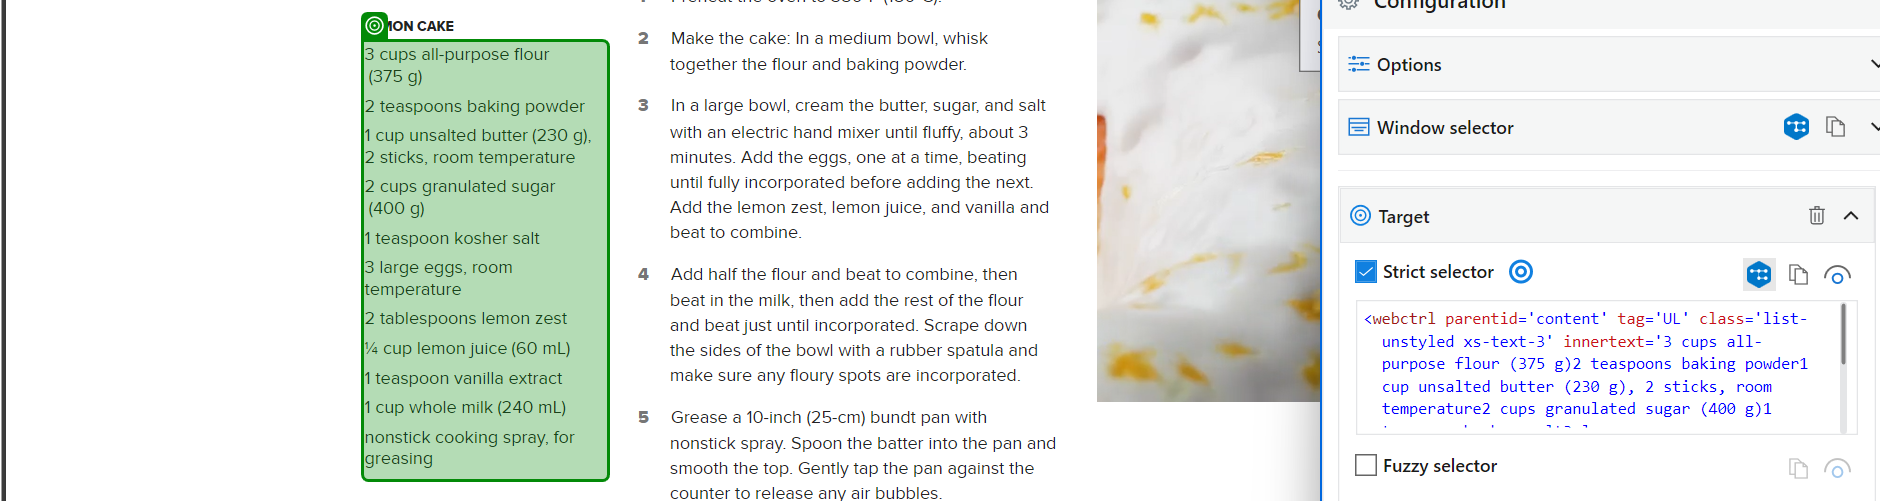 MON CAKE
3 cups all-purpose flour
(375 g)
2 teaspoons baking powder
1 cup unsalted butter (230 g),
2 sticks, room temperature
2 cups granulated sugar
(400 g)
1 teaspoon kosher salt
3 large eggs, room
temperature
2 tablespoons lemon zest
¼ cup lemon juice (60 mL)
1 teaspoon vanilla extract
1 cup whole milk (240 mL)
nonstick cooking spray, for
greasing
2 Make the cake: In a medium bowl, whisk
together the flour and baking powder.
3 In a large bowl, cream the butter, sugar, and salt
with an electric hand mixer until fluffy, about 3
minutes. Add the eggs, one at a time, beating
until fully incorporated before adding the next.
Add the lemon zest, lemon juice, and vanilla and
beat to combine.
4 Add half the flour and beat to combine, then
beat in the milk, then add the rest of the flour
and beat just until incorporated. Scrape down
the sides of the bowl with a rubber spatula and
make sure any floury spots are incorporated.
5 Grease a 10-inch (25-cm) bundt pan with
nonstick spray. Spoon the batter into the pan and
smooth the top. Gently tap the pan against the
counter to release any air bubbles.
Configuration
Options
Window selector
Target
Strict selector
<webctrl parentid='content' tag='UL' class='list-
unstyled xs-text-3' innertext='3 cups all-
purpose flour (375 g)2 teaspoons baking powder1
cup unsalted butter (230 g), 2 sticks, room
temperature2 cups granulated sugar (400 g)1
Fuzzy selector